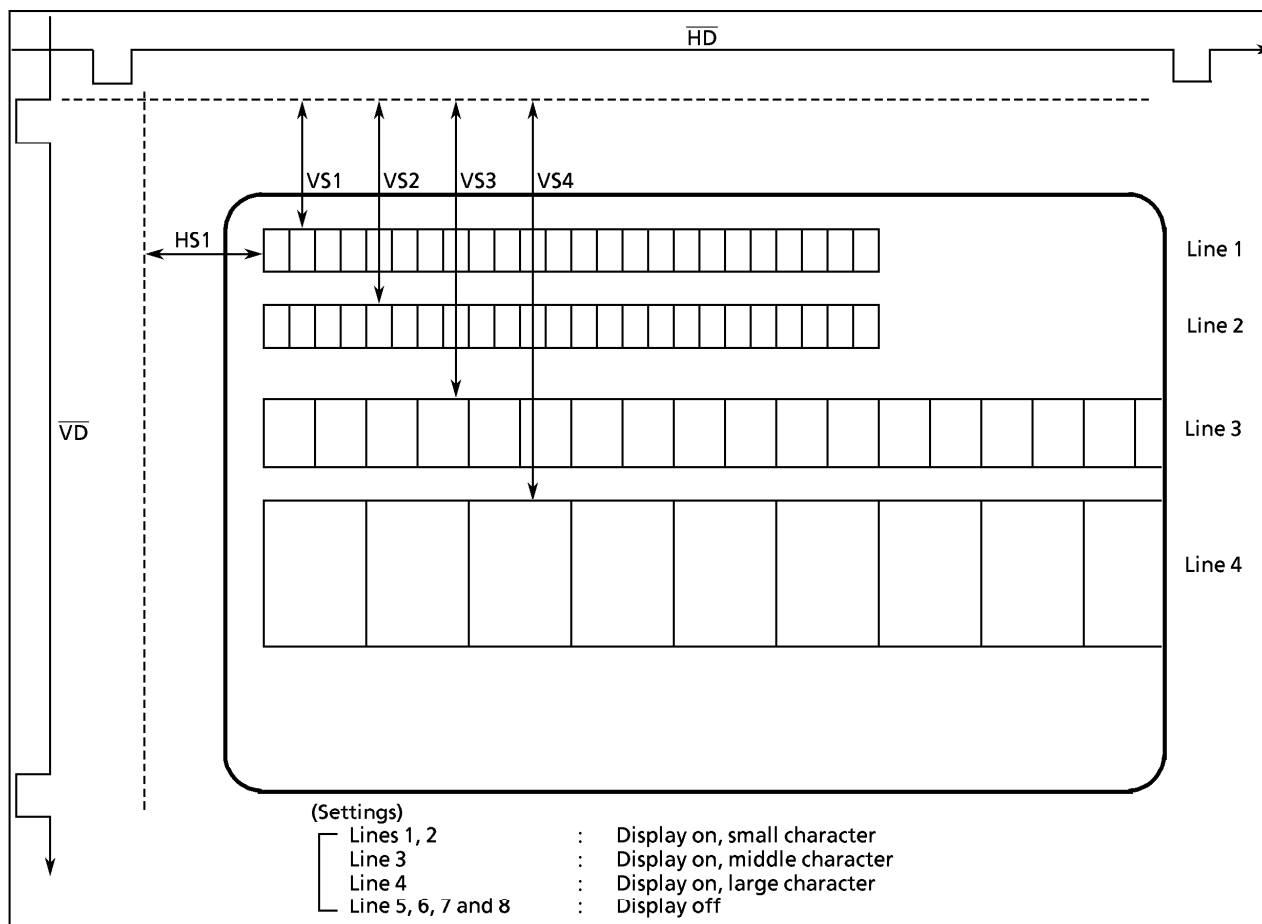 HD
VS1 VS2 VS3 VS4
HS1
Line 1
Line 2
VD
Line 3
Line 4
(Settings)
Lines 1, 2 : Display on, small character
Line 3 : Display on, middle character
Line 4 : Display on, large character
Line 5, 6, 7 and 8 : Display off